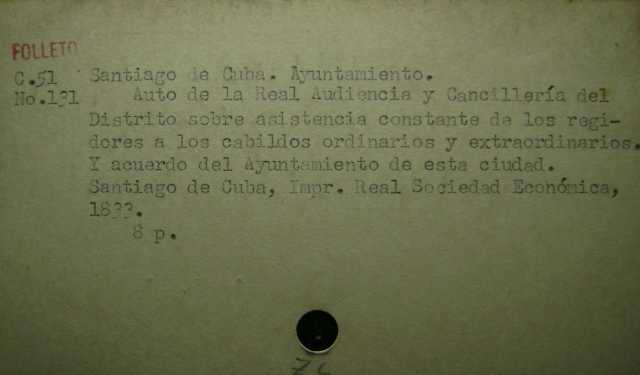 FOLLETO
C.51 Santiago de Cuba. Ayuntamiento.
No.131 Auto de la Real Audiencia y Cancillería del
Distrito sobre asistencia constante de los regi-
dores a los cabildos ordinarios y extraordinarios.
Y acuerdo del Ayuntamiento de esta ciudad.
Santiago de Cuba, Impr. Real Sociedad Económica,
1833.
8 p.